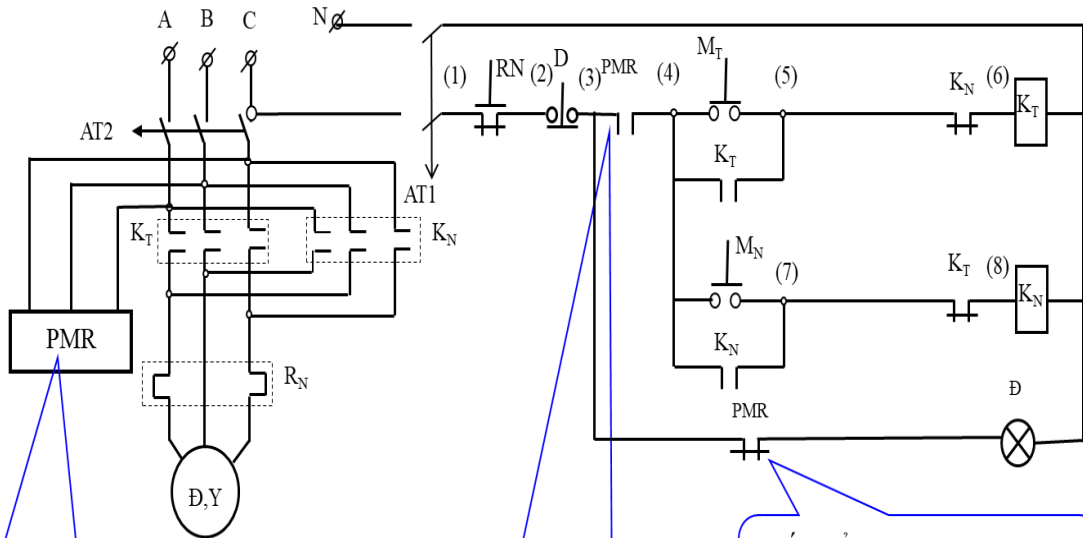 A B C N
AT2
AT1
(1) RN (2) D (3) PMR (4) M_T (5) K_N (6) K_T
K_T
K_T K_N
M_N (7) K_T (8) K_N
K_N
PMR
R_N
PMR Đ
Đ,Y